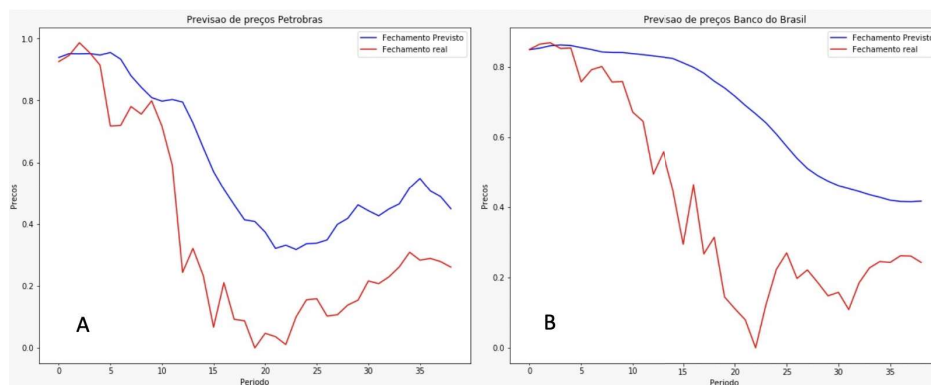 Previsao de preços Petrobras
Fechamento Previsto
Fechamento real
Precos
1.0
0.8
0.6
0.4
0.2
0.0
A
0 5 10 15 20 25 30 35
Periodo
Previsao de preços Banco do Brasil
Fechamento Previsto
Fechamento real
Precos
0.8
0.6
0.4
0.2
0.0
B
0 5 10 15 20 25 30 35
Periodo